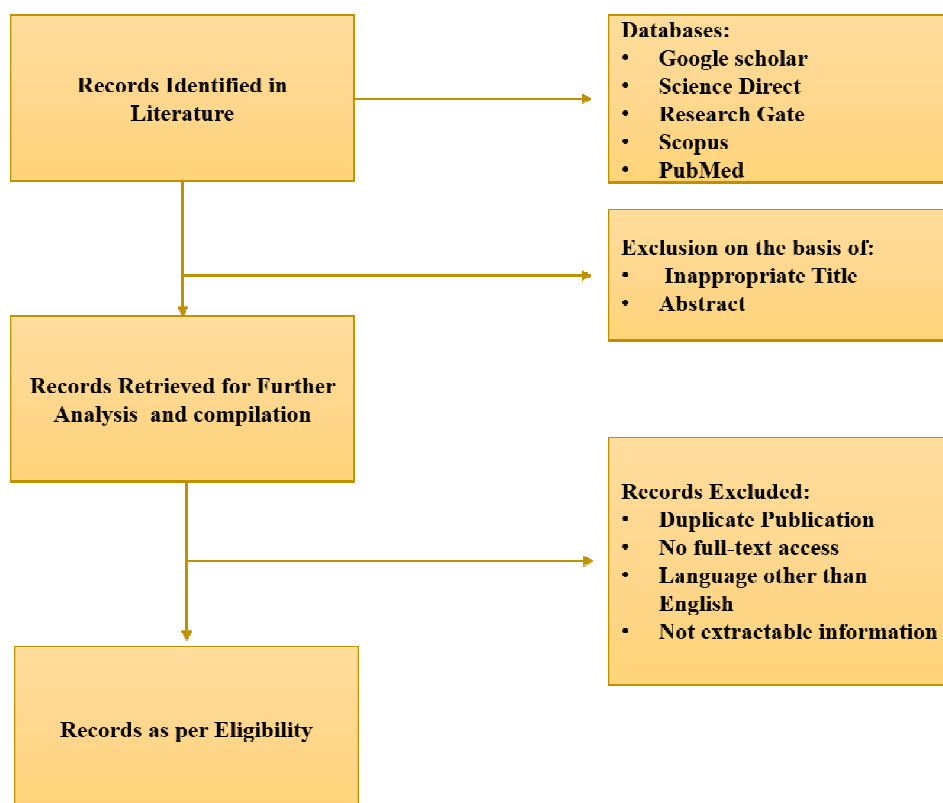 Records Identified in
Literature
Databases:
• Google scholar
• Science Direct
• Research Gate
• Scopus
• PubMed
Exclusion on the basis of:
• Inappropriate Title
• Abstract
Records Retrieved for Further
Analysis and compilation
Records Excluded:
• Duplicate Publication
• No full-text access
• Language other than
English
• Not extractable information
Records as per Eligibility